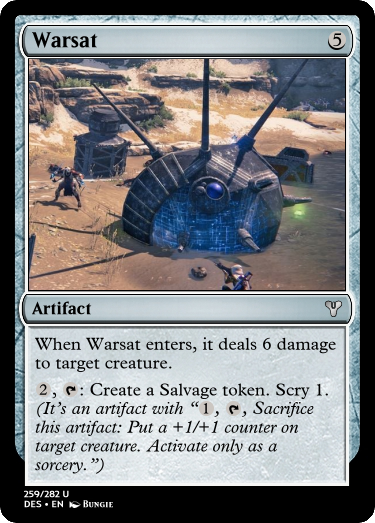 Warsat 5
Artifact
When Warsat enters, it deals 6 damage
to target creature.
2, T: Create a Salvage token. Scry 1.
(It's an artifact with “1, T, Sacrifice
this artifact: Put a +1/+1 counter on
target creature. Activate only as a
sorcery.”)
259/282 U
DES • EN Bungie